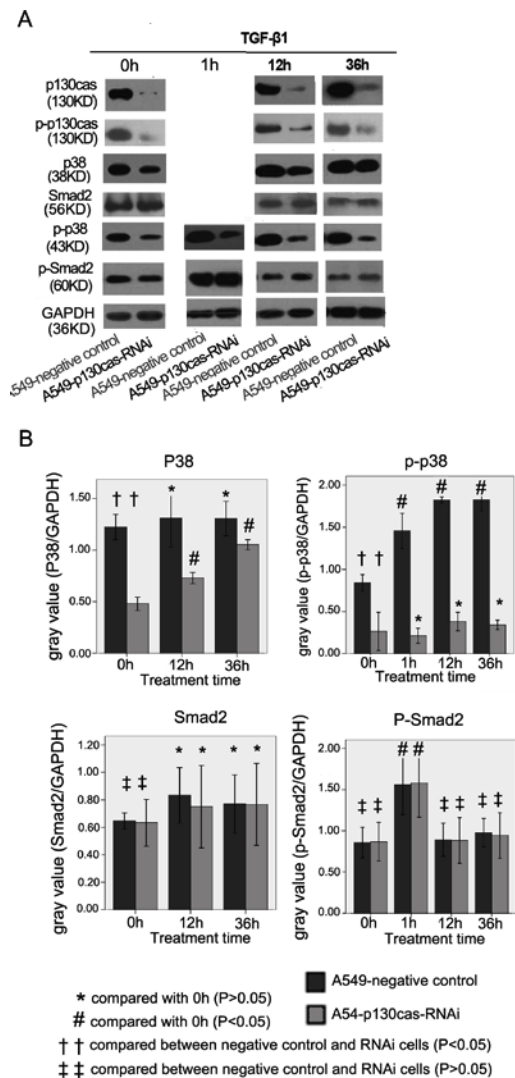 A
TGF-β1
0h 1h 12h 36h
p130cas
(130KD)
p-p130cas
(130KD)
p38
(38KD)
Smad2
(56KD)
p-p38
(43KD)
p-Smad2
(60KD)
GAPDH
(36KD)
A549-negative control
A549-p130cas-RNAi
A549-negative control
A549-p130cas-RNAi
A549-negative control
A549-p130cas-RNAi
A549-negative control
A549-p130cas-RNAi
B
P38
gray value (P38/GAPDH)
1.50
1.00
0.50
0.00
† † * # * #
0h 12h 36h
Treatment time
p-p38
gray value (p-p38/GAPDH)
2.00
1.50
1.00
0.50
0.00
† † # * # * # *
0h 1h 12h 36h
Treatment time
Smad2
gray value (Smad2/GAPDH)
1.20
1.00
0.80
0.60
0.40
0.20
0.00
‡ ‡ * * * *
0h 12h 36h
Treatment time
P-Smad2
gray value (p-Smad2/GAPDH)
2.00
1.50
1.0
0.50
0.0
‡ ‡ # # ‡ ‡ ‡ ‡
0h 1h 12h 36h
Treatment time
* compared with 0h (P>0.05)
# compared with 0h (P<0.05)
A549-negative control
A54-p130cas-RNAi
† † compared between negative control and RNAi cells (P<0.05)
‡ ‡ compared between negative control and RNAi cells (P>0.05)